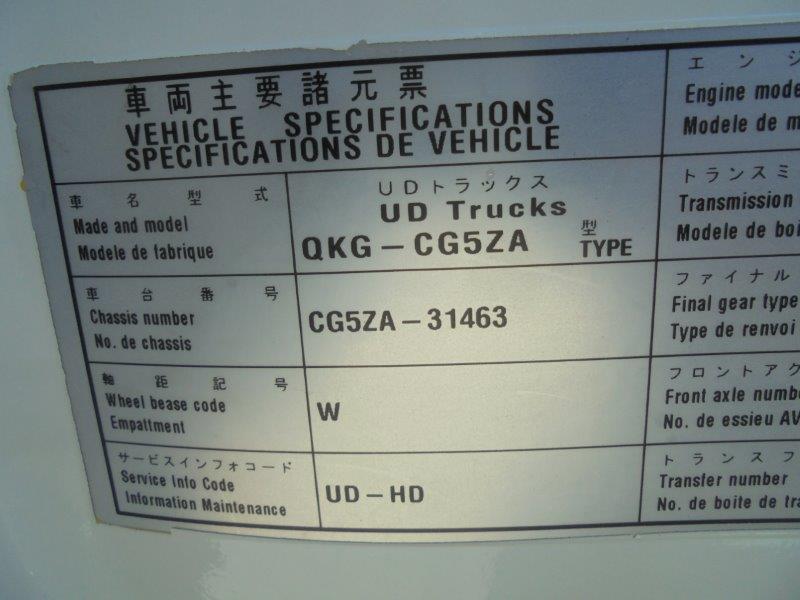 車両主要諸元票
VEHICLE SPECIFICATIONS
SPECIFICATIONS DE VEHICLE
車名型式
Made and model
Modele de fabrique
UDトラックス
UD Trucks
QKG-CG5ZA 型 TYPE
車台番号
Chassis number
No. de chassis
CG5ZA-31463
軸距記号
Wheel bease code
Empattment
W
サービスインフォコード
Service Info Code
Information Maintenance
UD-HD
エンジ
Engine mode
Modele de m
トランスミ
Transmission
Modele de boi
ファイナル
Final gear type
Type de renvoi
フロントアク
Front axle numb
No. de essieu AV
トランスフ
Transfer number
No. de boite de tra